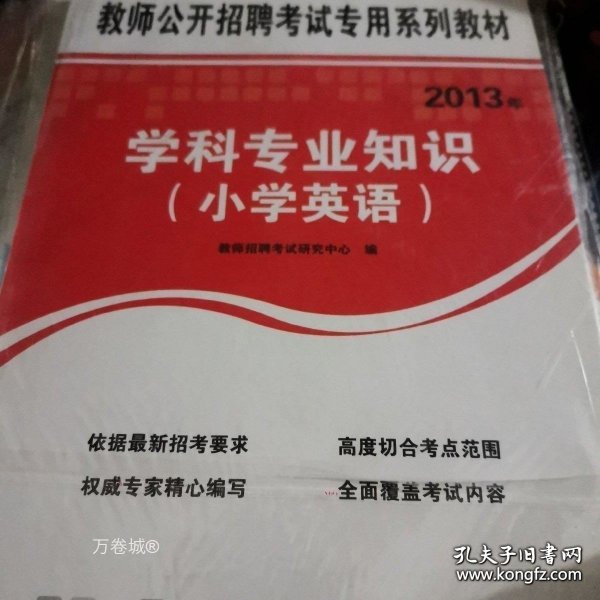 教师公开招聘考试专用系列教材
2013年
学科专业知识
（小学英语）
教师招聘考试研究中心 编
依据最新招考要求 高度切合考点范围
权威专家精心编写 全面覆盖考试内容
万卷城®
孔夫子旧书网
www.kongfz.com